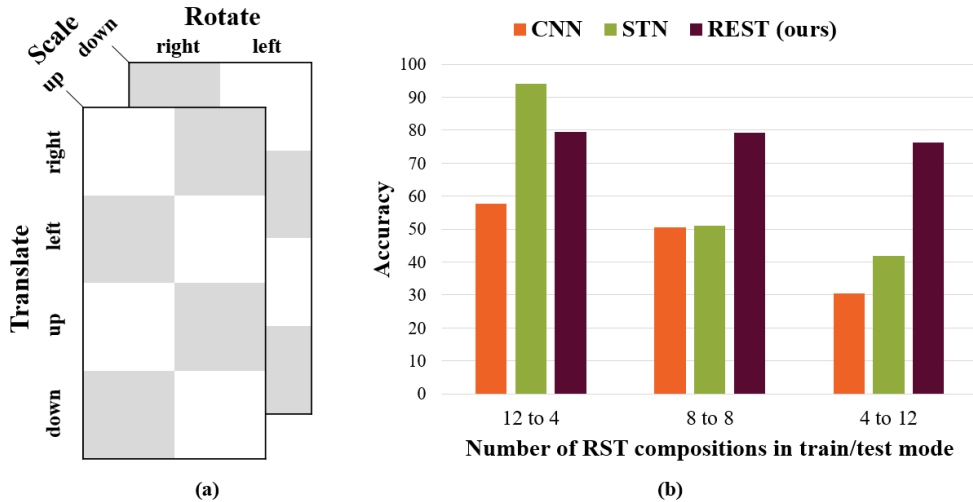 Rotate
right left
Scale
down
up
Translate
right
left
up
down
(a)
CNN STN REST (ours)
Accuracy
100
90
80
70
60
50
40
30
20
10
0
12 to 4 8 to 8 4 to 12
Number of RST compositions in train/test mode
(b)